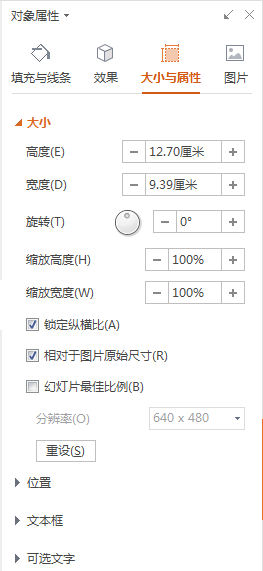 对象属性
填充与线条 效果 大小与属性 图片
大小
高度(E) 12.70厘米
宽度(D) 9.39厘米
旋转(T) 0°
缩放高度(H) 100%
缩放宽度(W) 100%
锁定纵横比(A)
相对于图片原始尺寸(R)
幻灯片最佳比例(B)
分辨率(O) 640 x 480
重设(S)
位置
文本框
可选文字